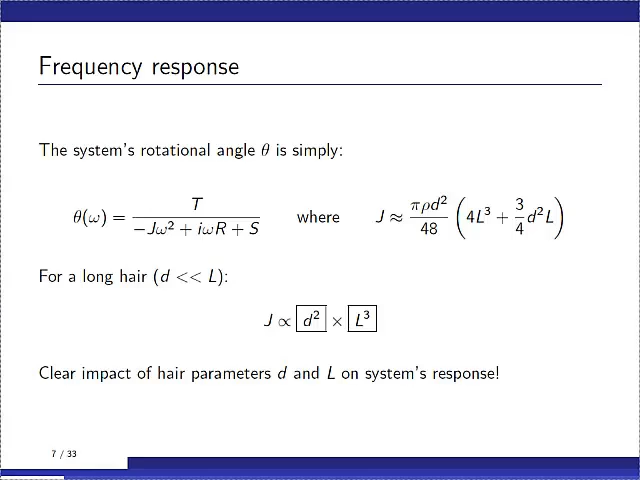 Frequency response
The system's rotational angle θ is simply:
θ(ω) = T / (−Jω² + iωR + S) where J ≈ πρd²/48 (4L³ + 3/4 d²L)
For a long hair (d << L):
J ∝ d² × L³
Clear impact of hair parameters d and L on system's response!
7 / 33